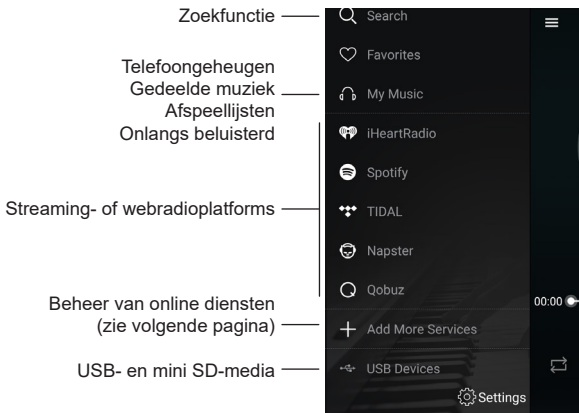 Zoekfunctie
Telefoongeheugen
Gedeelde muziek
Afspeellijsten
Onlangs beluisterd
Streaming- of webradioplatforms
Beheer van online diensten
(zie volgende pagina)
USB- en mini SD-media
Search
Favorites
My Music
iHeartRadio
Spotify
TIDAL
Napster
Qobuz
Add More Services
USB Devices
Settings
00:00